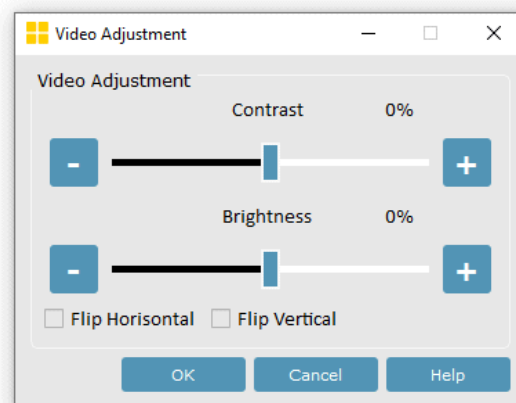 Video Adjustment
Video Adjustment
Contrast 0%
- +
Brightness 0%
- +
Flip Horisontal Flip Vertical
OK Cancel Help